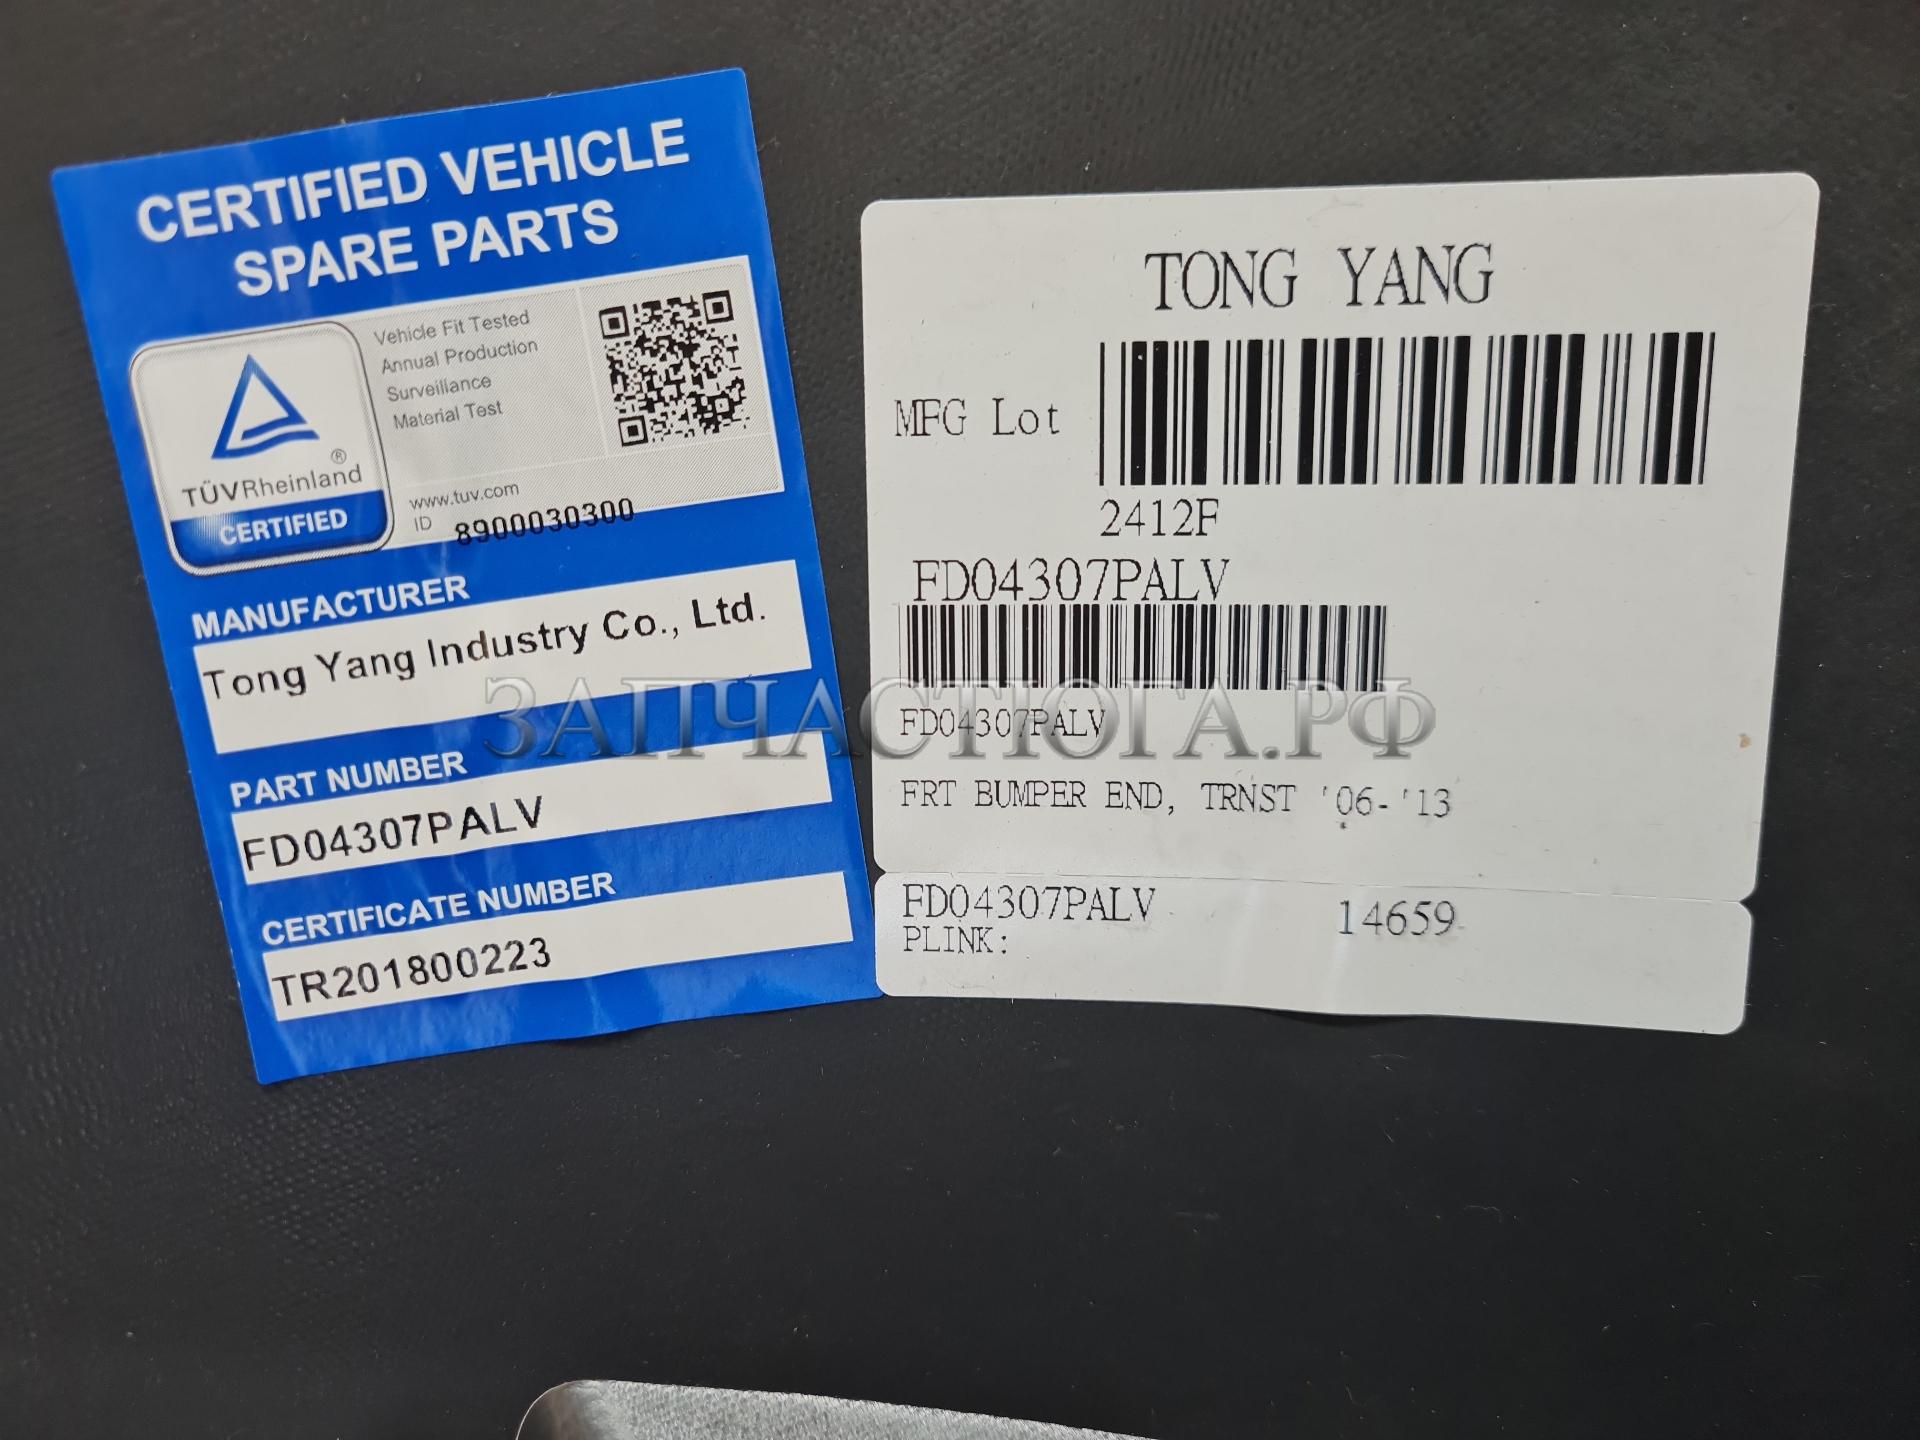 CERTIFIED VEHICLE
SPARE PARTS
Vehicle Fit Tested
Annual Production
Surveillance
Material Test
TÜVRheinland®
CERTIFIED
www.tuv.com
ID 8900030300
MANUFACTURER
Tong Yang Industry Co., Ltd.
PART NUMBER
FD04307PALV
CERTIFICATE NUMBER
TR201800223
TONG YANG
MFG Lot
2412F
FD04307PALV
FD04307PALV
FRT BUMPER END, TRNST '06-'13
FD04307PALV 14659
PLINK:
ЗАПЧАСТЮГА.РФ